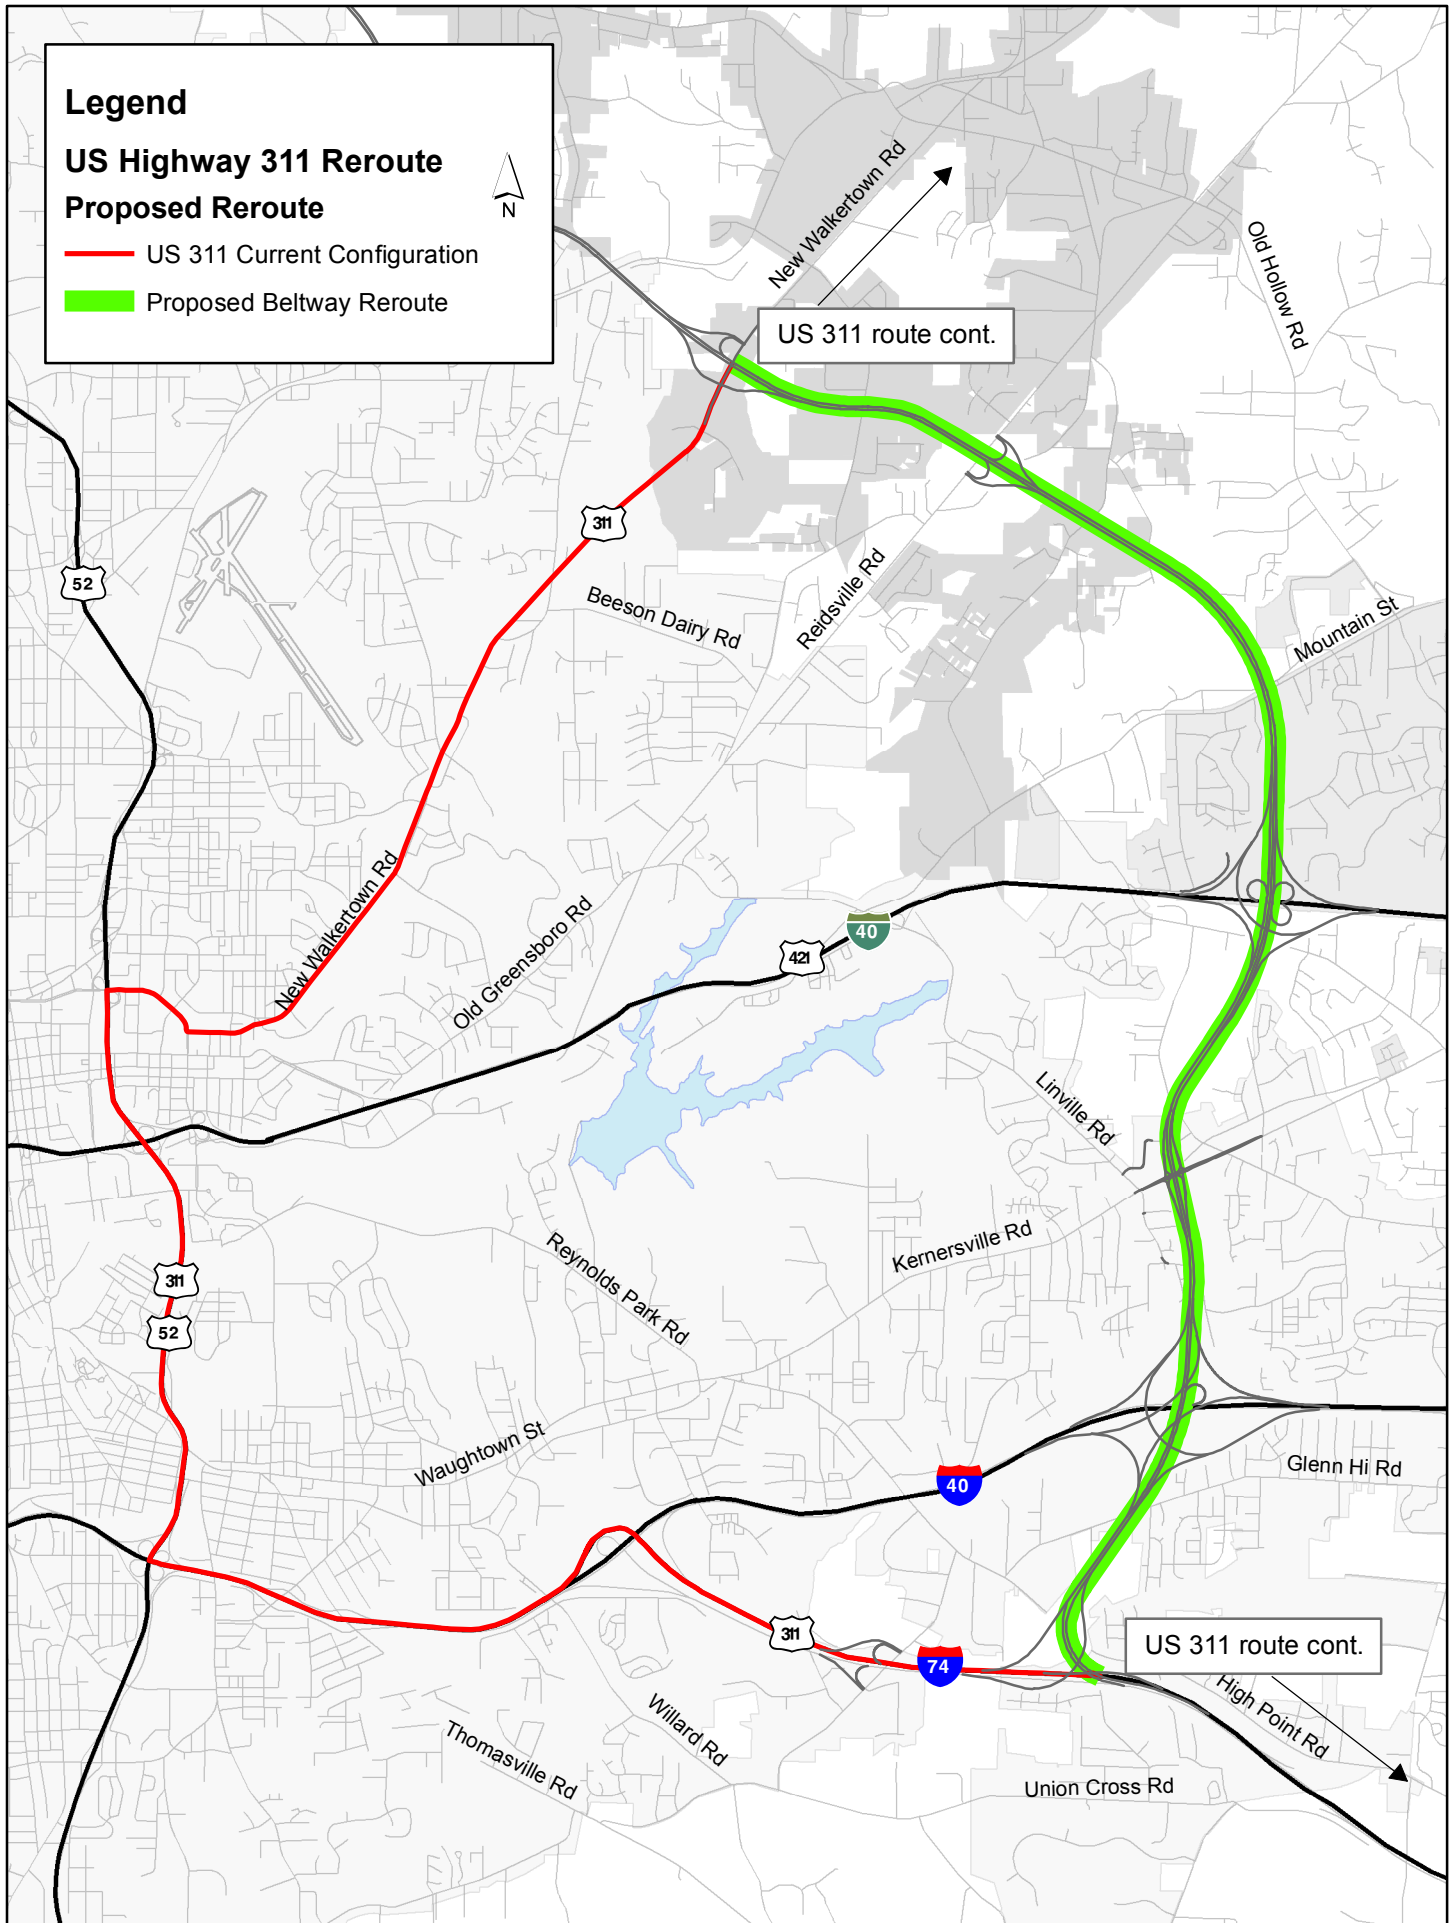 Legend
US Highway 311 Reroute
Proposed Reroute
N
US 311 Current Configuration
Proposed Beltway Reroute
New Walkertown Rd
Old Hollow Rd
US 311 route cont.
311
52
Beeson Dairy Rd
Reidsville Rd
Mountain St
New Walkertown Rd
Old Greensboro Rd
421
40
Linville Rd
Kernersville Rd
Reynolds Park Rd
311
52
Waughtown St
40
Glenn Hi Rd
311
74
US 311 route cont.
High Point Rd
Willard Rd
Thomasville Rd
Union Cross Rd